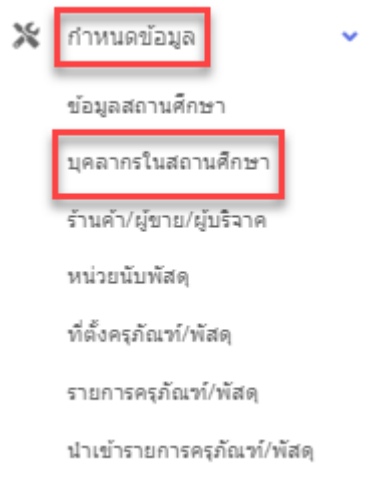 กำหนดข้อมูล
ข้อมูลสถานศึกษา
บุคลากรในสถานศึกษา
ร้านค้า/ผู้ขาย/ผู้บริจาค
หน่วยนับพัสดุ
ที่ตั้งครุภัณฑ์/พัสดุ
รายการครุภัณฑ์/พัสดุ
นำเข้ารายการครุภัณฑ์/พัสดุ